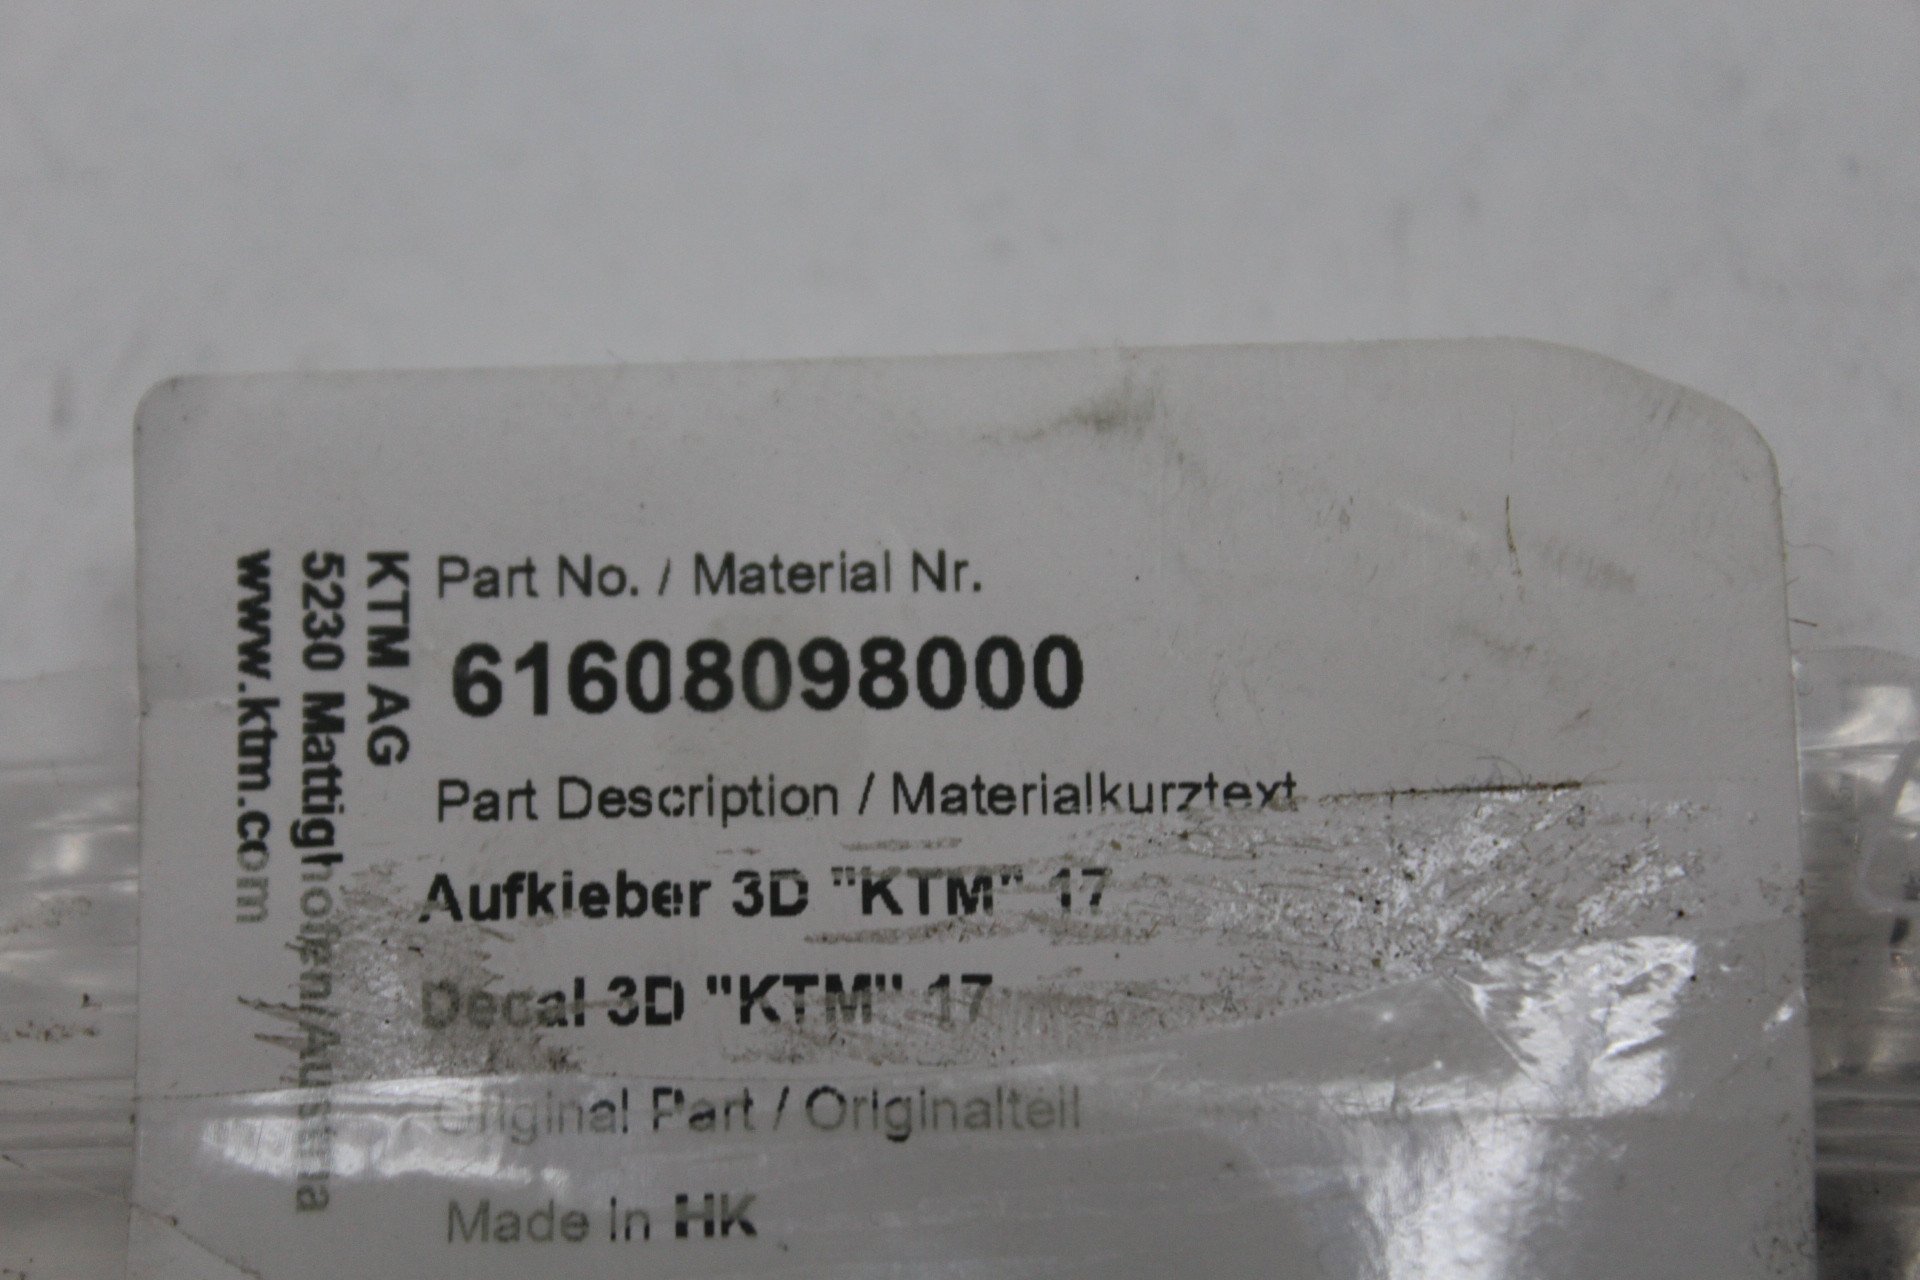 KTM AG
5230 Mattighofen/Austria
www.ktm.com
Part No. / Material Nr.
61608098000
Part Description / Materialkurztext
Aufkleber 3D "KTM" 17
Decal 3D "KTM" 17
Original Part / Originalteil
Made in HK